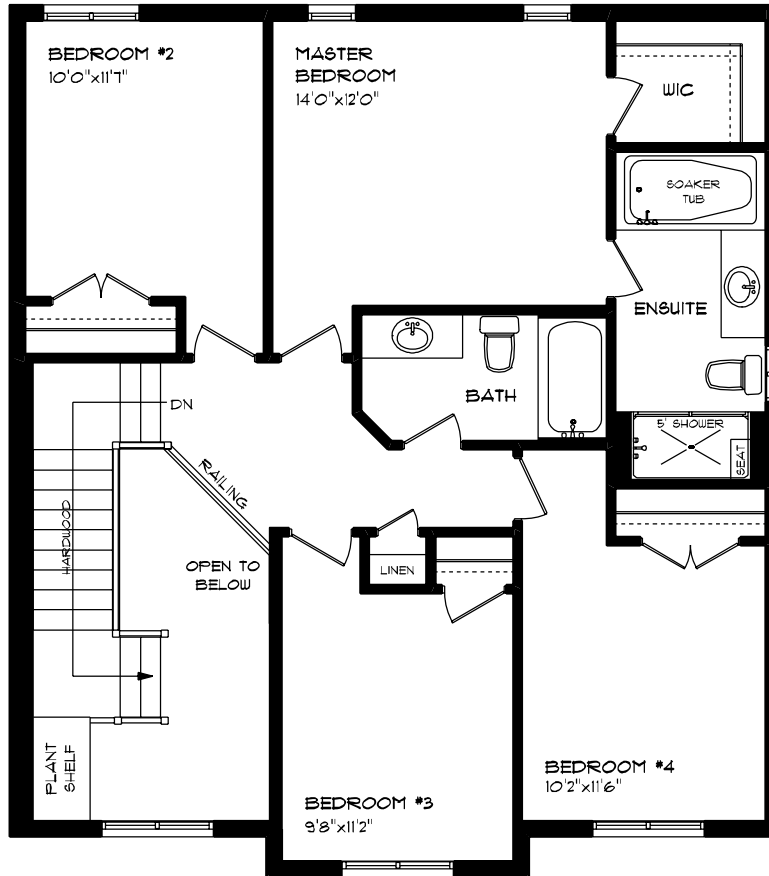 BEDROOM #2
10'0"x11'7"
MASTER
BEDROOM
14'0"x12'0"
WIC
SOAKER
TUB
ENSUITE
BATH
5' SHOWER
SEAT
DN
RAILING
HARDWOOD
OPEN TO
BELOW
LINEN
PLANT
SHELF
BEDROOM #3
9'8"x11'2"
BEDROOM #4
10'2"x11'6"